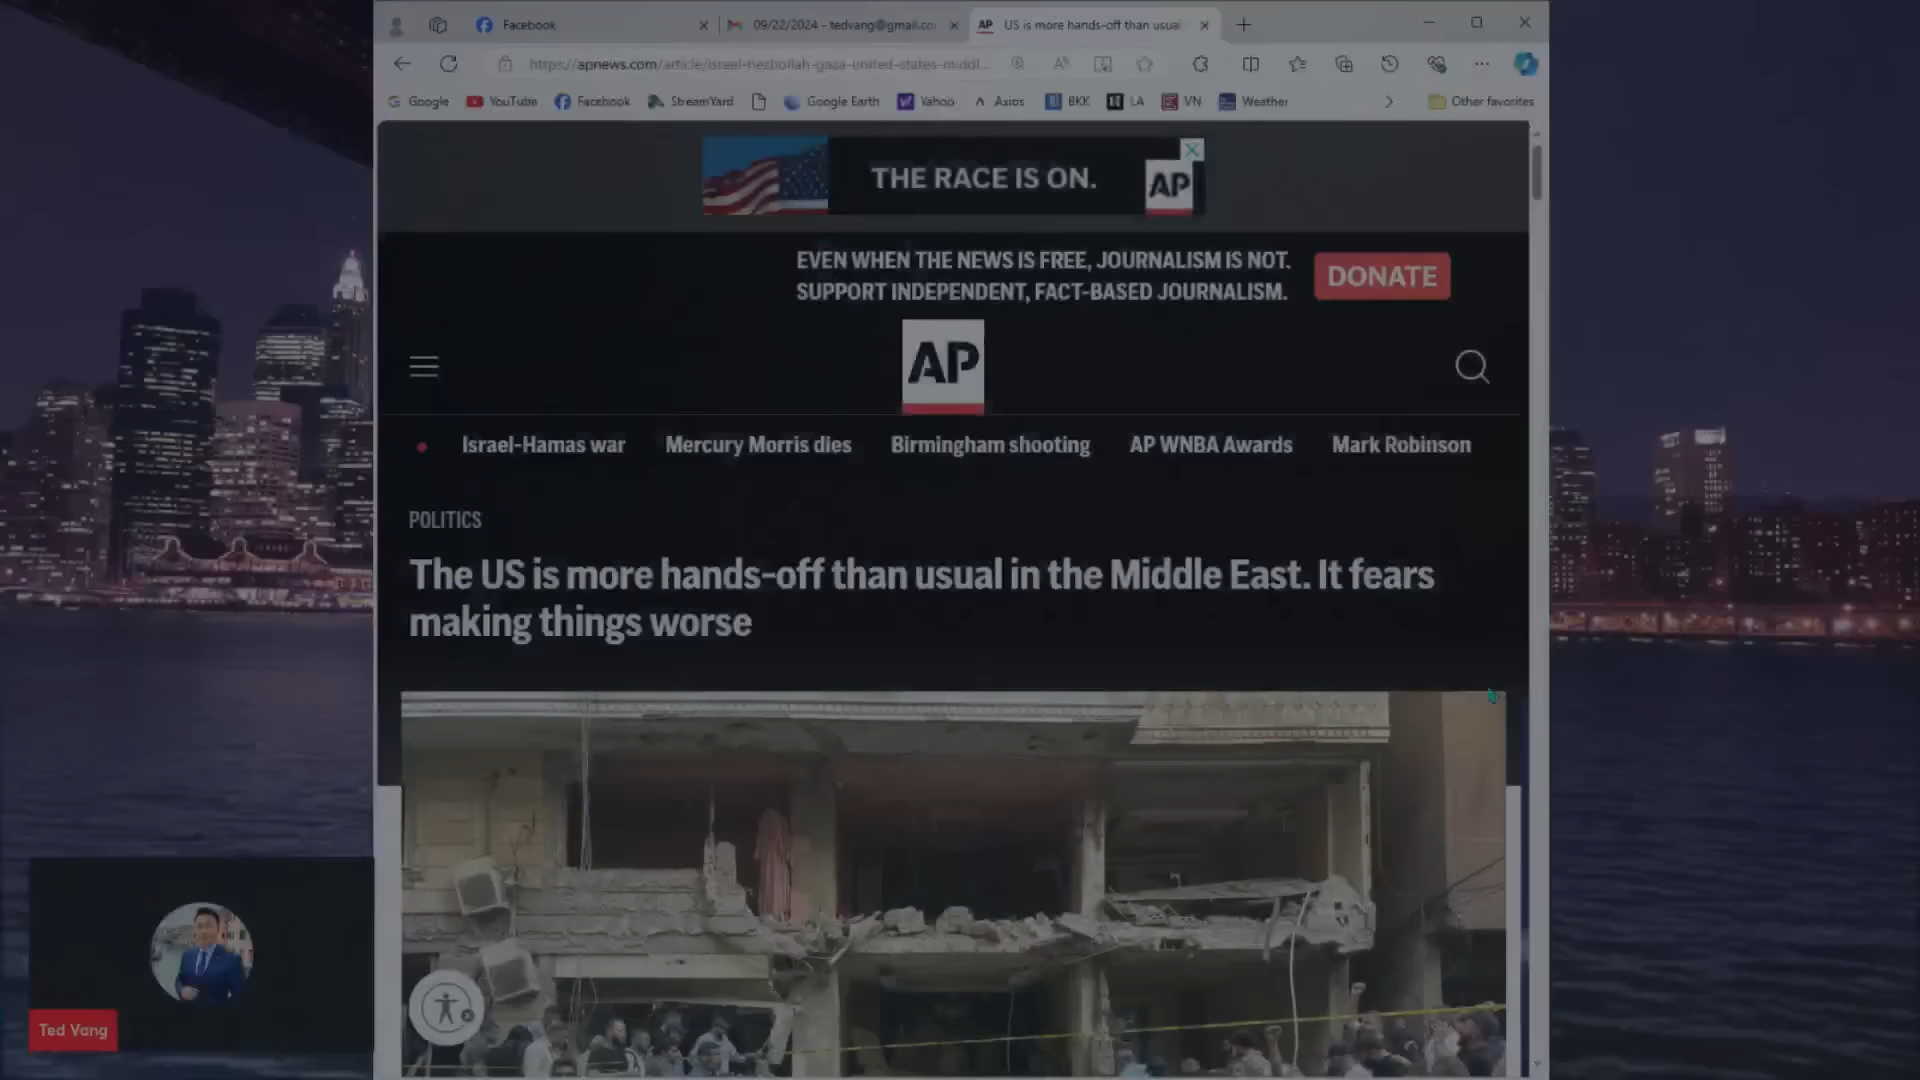 Facebook
09/22/2024 - tedvang@gmail.co
AP
US is more hands-off than usual
https://apnews.com/article/israel-hezbollah-gaza-united-states-middl...
Google
YouTube
Facebook
StreamYard
Google Earth
Yahoo
Axios
BKK
LA
VN
Weather
Other favorites
THE RACE IS ON.
AP
EVEN WHEN THE NEWS IS FREE, JOURNALISM IS NOT.
SUPPORT INDEPENDENT, FACT-BASED JOURNALISM.
DONATE
AP
Israel-Hamas war
Mercury Morris dies
Birmingham shooting
AP WNBA Awards
Mark Robinson
POLITICS
The US is more hands-off than usual in the Middle East. It fears
making things worse
Ted Vang